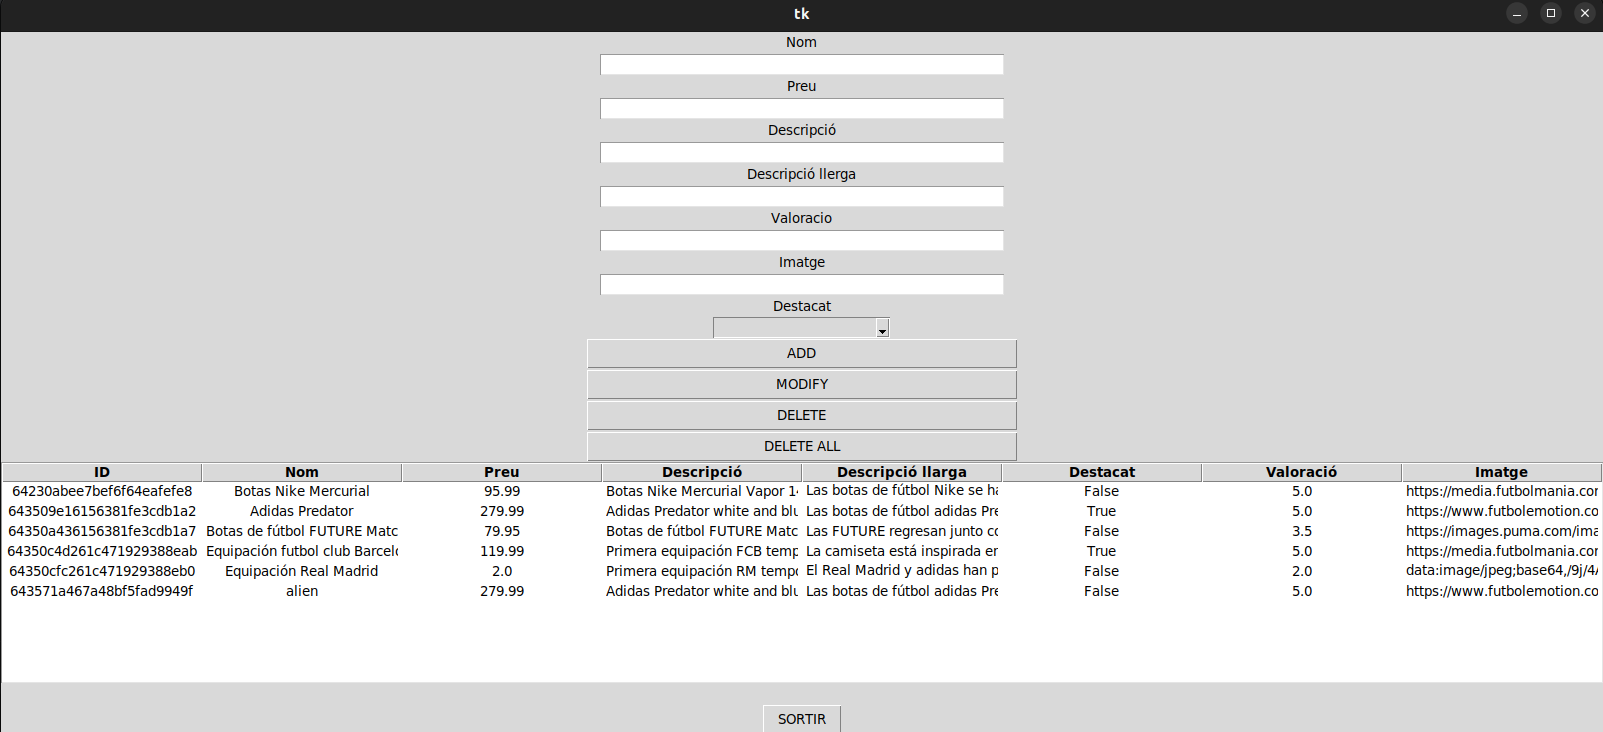 tk
Nom
Preu
Descripció
Descripció llerga
Valoracio
Imatge
Destacat
ADD
MODIFY
DELETE
DELETE ALL
ID Nom Preu Descripció Descripció llarga Destacat Valoració Imatge
64230abee7bef6f64eafefe8 Botas Nike Mercurial 95.99 Botas Nike Mercurial Vapor 14 Las botas de fútbol Nike se ha False 5.0 https://media.futbolmania.cor
643509e16156381fe3cdb1a2 Adidas Predator 279.99 Adidas Predator white and blu Las botas de fútbol adidas Pre True 5.0 https://www.futbolemotion.co
64350a436156381fe3cdb1a7 Botas de fútbol FUTURE Matc 79.95 Botas de fútbol FUTURE Matc Las FUTURE regresan junto co False 3.5 https://images.puma.com/ima
64350c4d261c471929388eab Equipación futbol club Barcelo 119.99 Primera equipación FCB temp La camiseta está inspirada en True 5.0 https://media.futbolmania.cor
64350cfc261c471929388eb0 Equipación Real Madrid 2.0 Primera equipación RM tempo El Real Madrid y adidas han p False 2.0 data:image/jpeg;base64,/9j/4/
643571a467a48bf5fad9949f alien 279.99 Adidas Predator white and blu Las botas de fútbol adidas Pre False 5.0 https://www.futbolemotion.co
SORTIR